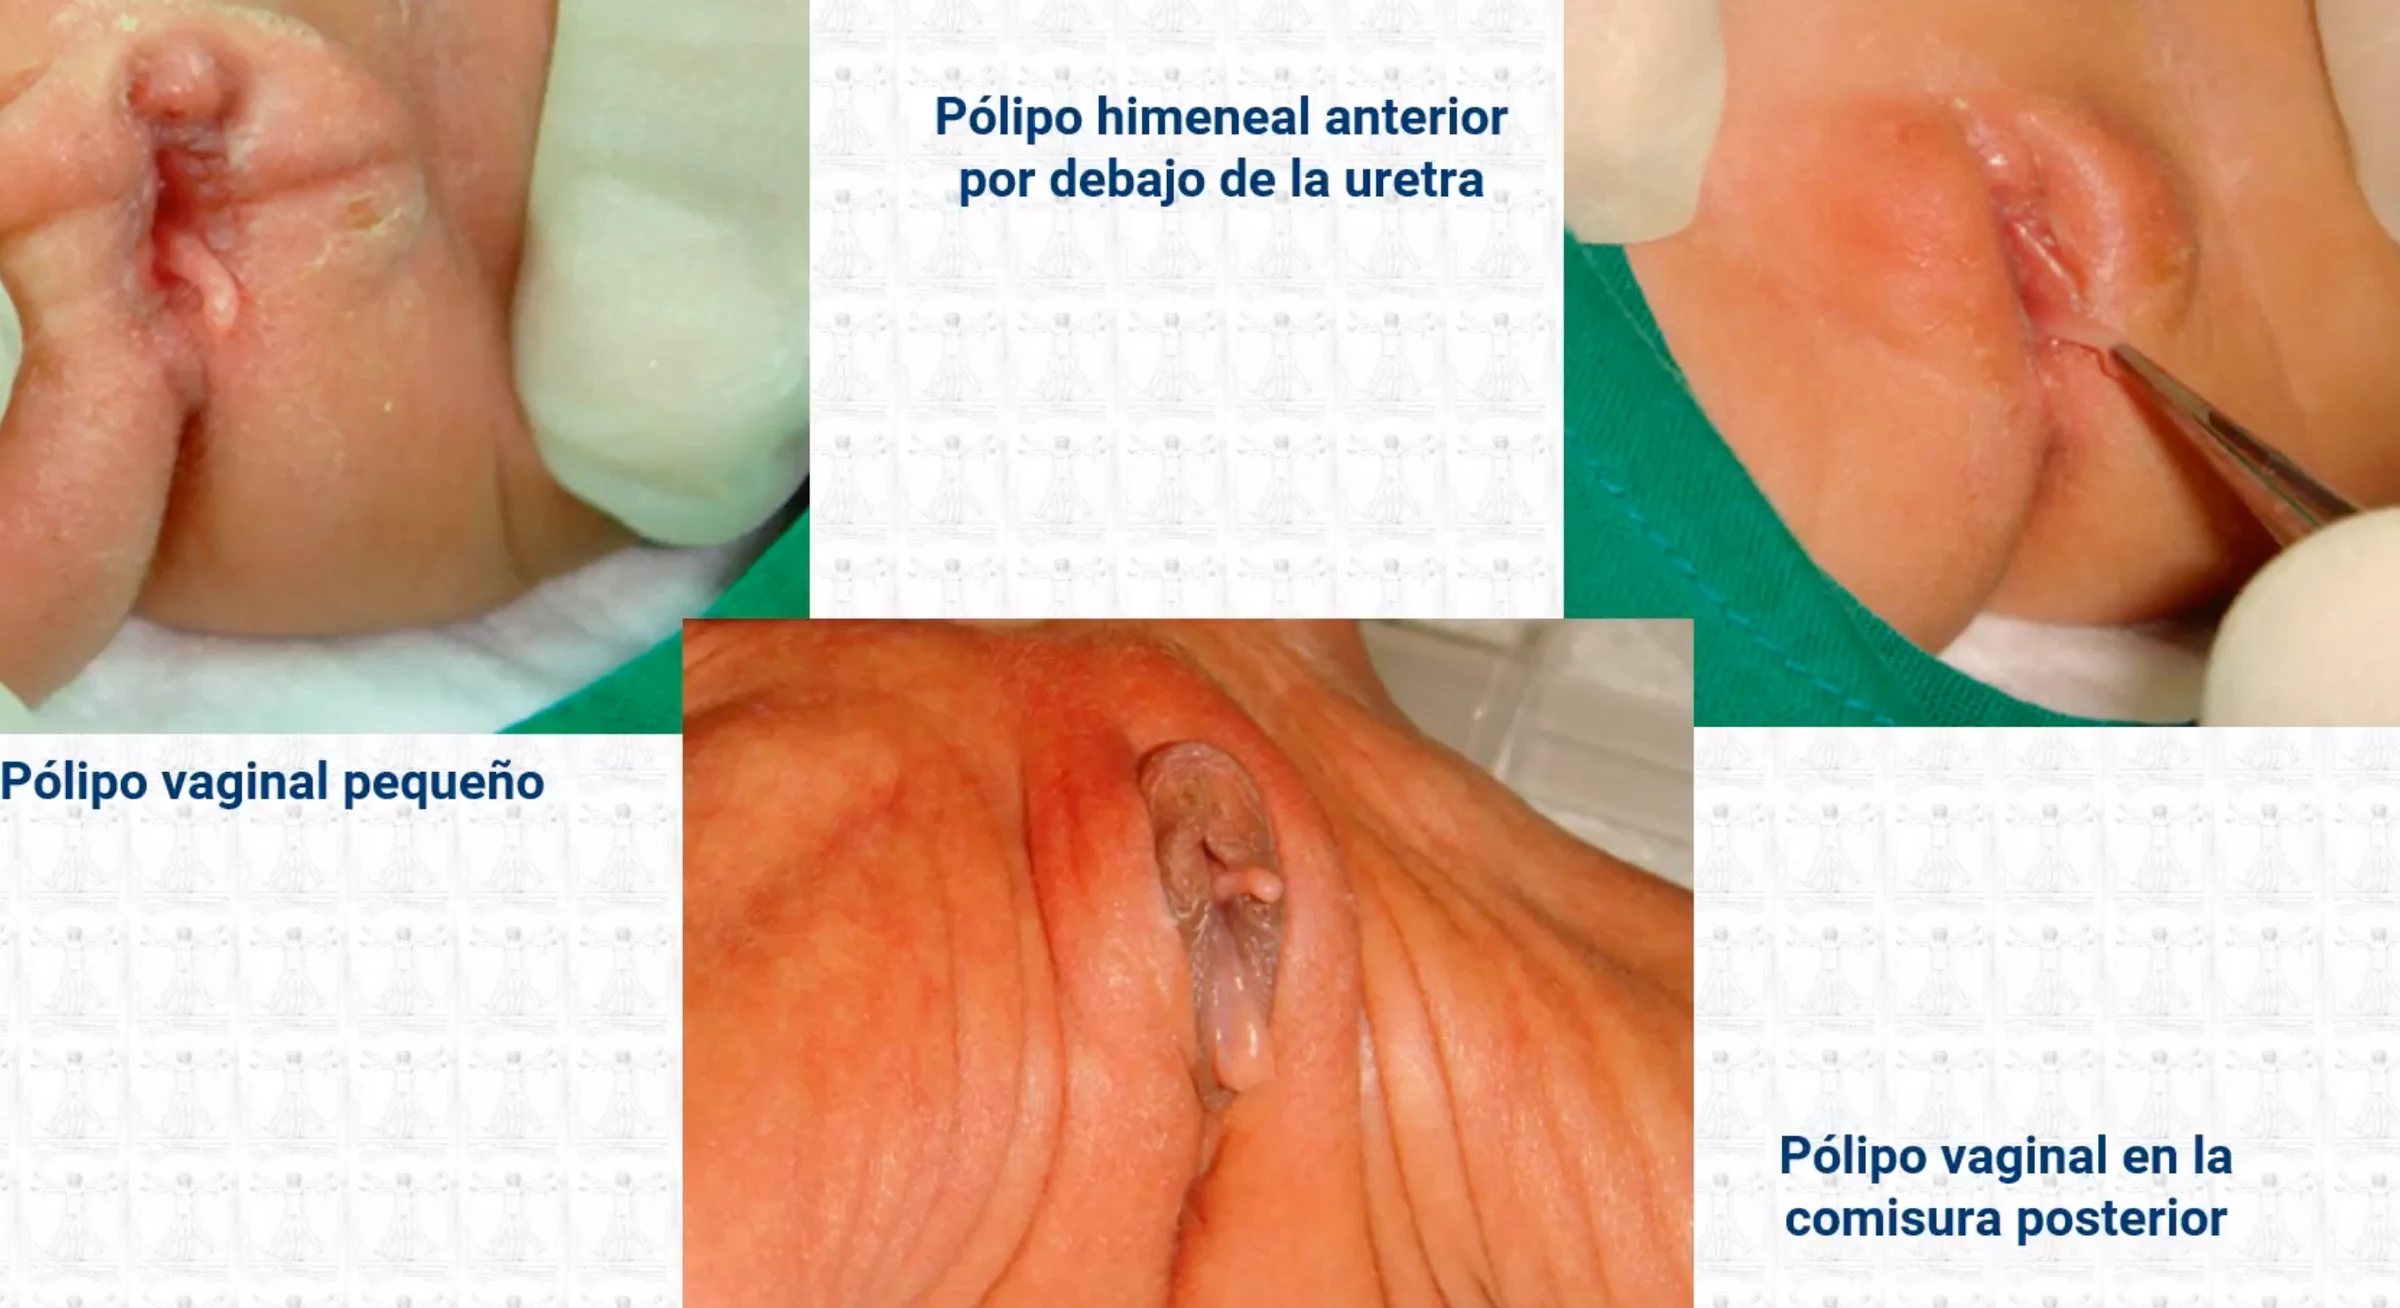 Pólipo himeneal anterior
por debajo de la uretra
Pólipo vaginal pequeño
Pólipo vaginal en la
comisura posterior